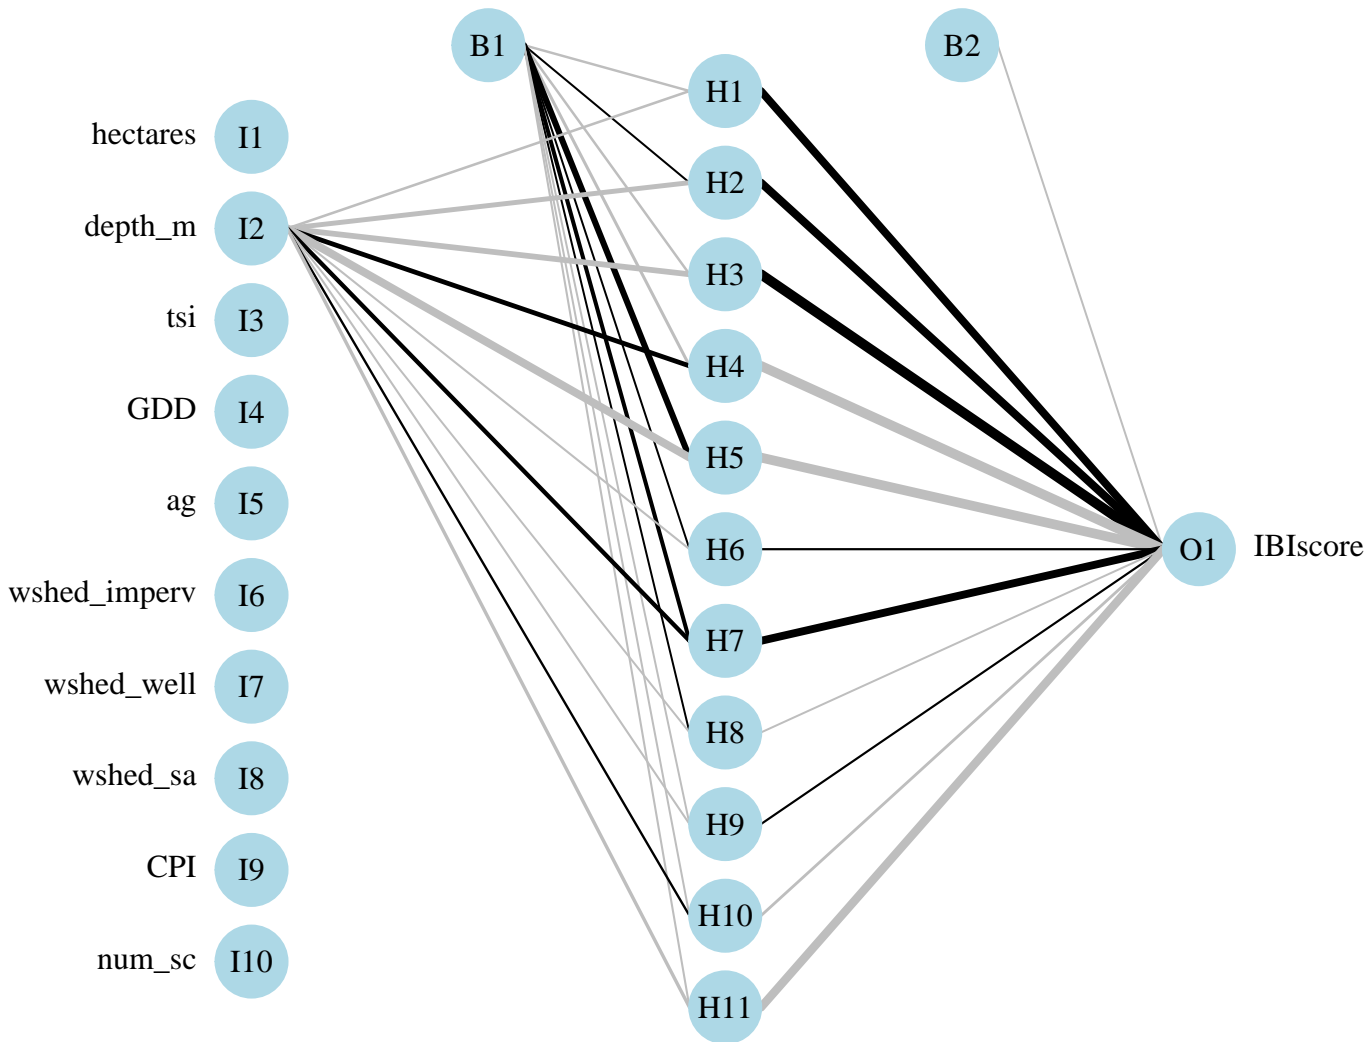 B1
B2
hectares
I1
depth_m
I2
tsi
I3
GDD
I4
ag
I5
wshed_imperv
I6
wshed_well
I7
wshed_sa
I8
CPI
I9
num_sc
I10
H1
H2
H3
H4
H5
H6
H7
H8
H9
H10
H11
O1
IBIscore